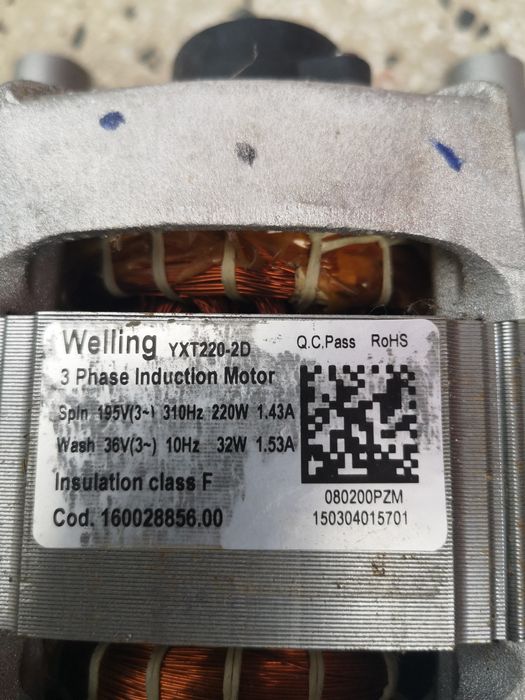 Welling YXT220-2D Q.C.Pass RoHS
3 Phase Induction Motor
Spin 195V(3~) 310Hz 220W 1.43A
Wash 36V(3~) 10Hz 32W 1.53A
Insulation class F
Cod. 160028856.00
080200PZM
150304015701